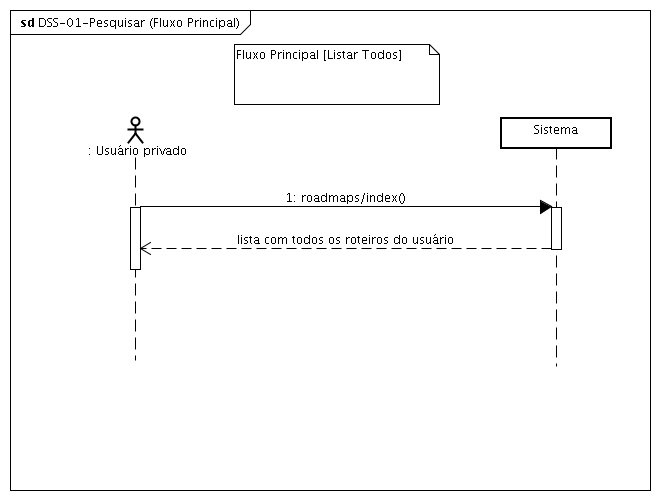 sd DSS-01-Pesquisar (Fluxo Principal)
Fluxo Principal [Listar Todos]
: Usuário privado
Sistema
1: roadmaps/index()
lista com todos os roteiros do usuário